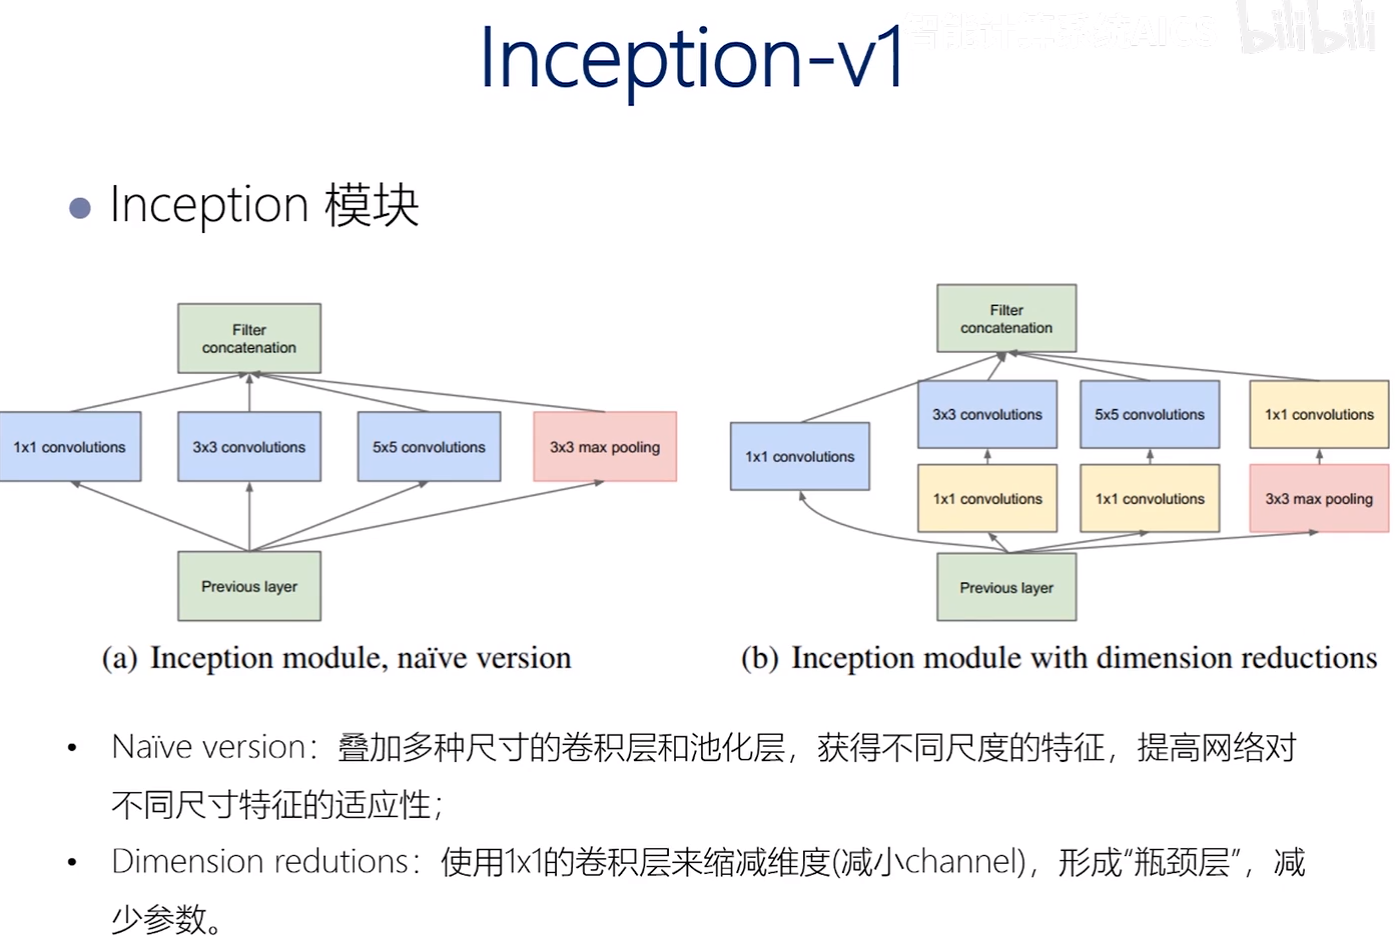 Inception-v1
智能计算系统AICS
bilibili
Inception 模块
Filter
concatenation
1x1 convolutions
3x3 convolutions
5x5 convolutions
3x3 max pooling
Previous layer
(a) Inception module, naïve version
Filter
concatenation
3x3 convolutions
5x5 convolutions
1x1 convolutions
1x1 convolutions
1x1 convolutions
1x1 convolutions
3x3 max pooling
Previous layer
(b) Inception module with dimension reductions
• Naïve version：叠加多种尺寸的卷积层和池化层，获得不同尺度的特征，提高网络对
不同尺寸特征的适应性；
• Dimension redutions：使用1x1的卷积层来缩减维度(减小channel)，形成“瓶颈层”，减
少参数。